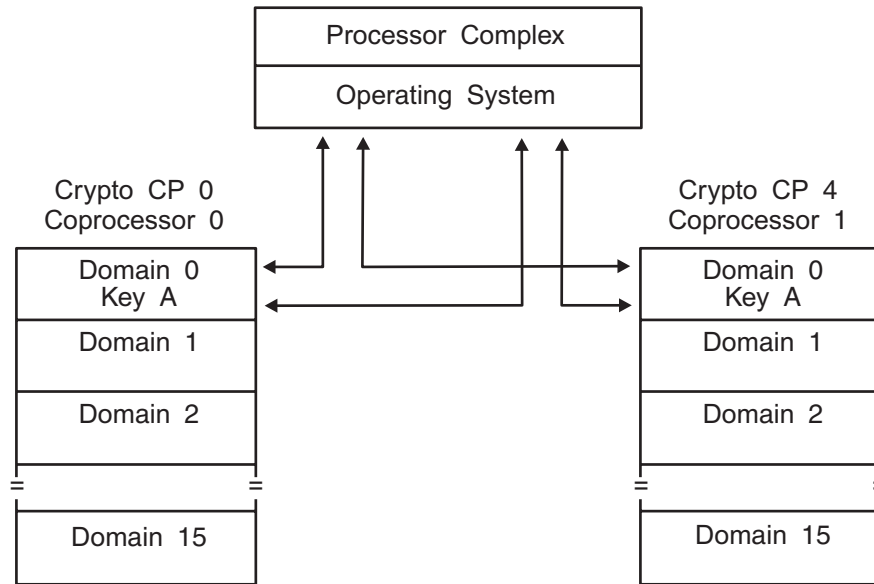 Processor Complex
Operating System
Crypto CP 0
Coprocessor 0
Domain 0
Key A
Domain 1
Domain 2
=
=
Domain 15
Crypto CP 4
Coprocessor 1
Domain 0
Key A
Domain 1
Domain 2
=
=
Domain 15